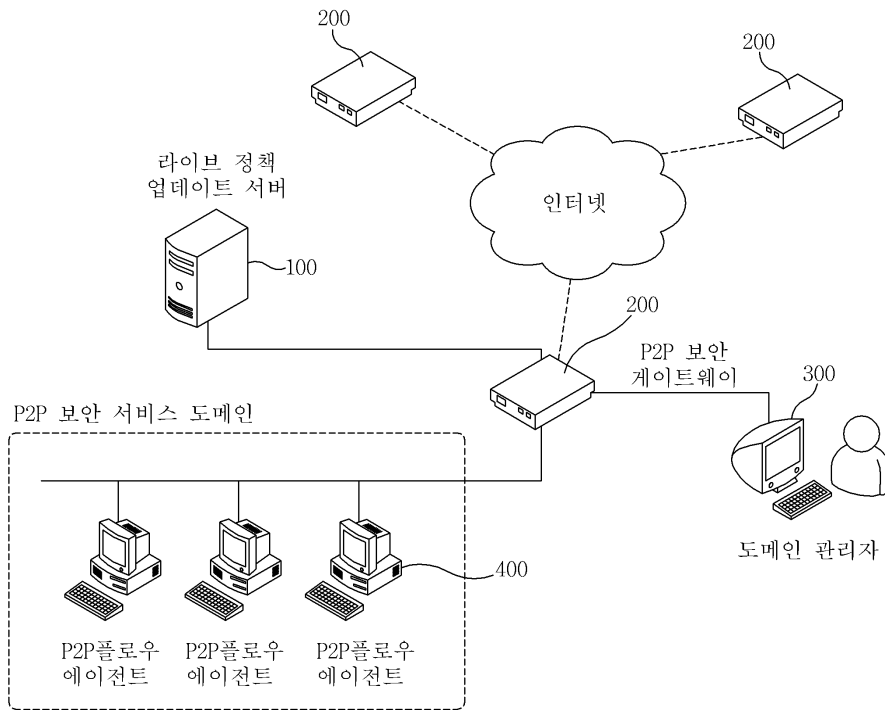 200
200
라이브 정책
업데이트 서버
인터넷
100
200
P2P 보안
게이트웨이
300
P2P 보안 서비스 도메인
도메인 관리자
400
P2P플로우
에이전트
P2P플로우
에이전트
P2P플로우
에이전트